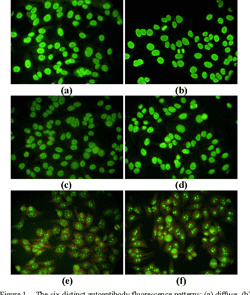 (a) (b)
(c) (d)
(e) (f)
Figure 1. The six distinct autoantibody fluorescence patterns: (a) diffuse, (b)